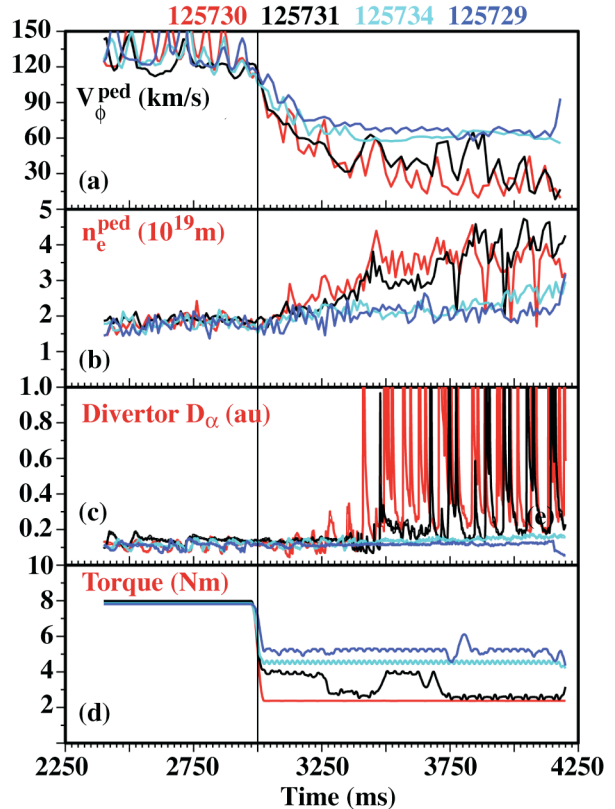 125730 125731 125734 125729
150
120
90
60
30
5
V_ϕ^ped (km/s)
(a)
n_e^ped (10^19m)
4
3
2
1
(b)
1.0
Divertor D_α (au)
0.8
0.6
0.4
0.2
(c)
(e)
10
Torque (Nm)
8
6
4
2
(d)
2250 2750 3250 3750 4250
Time (ms)